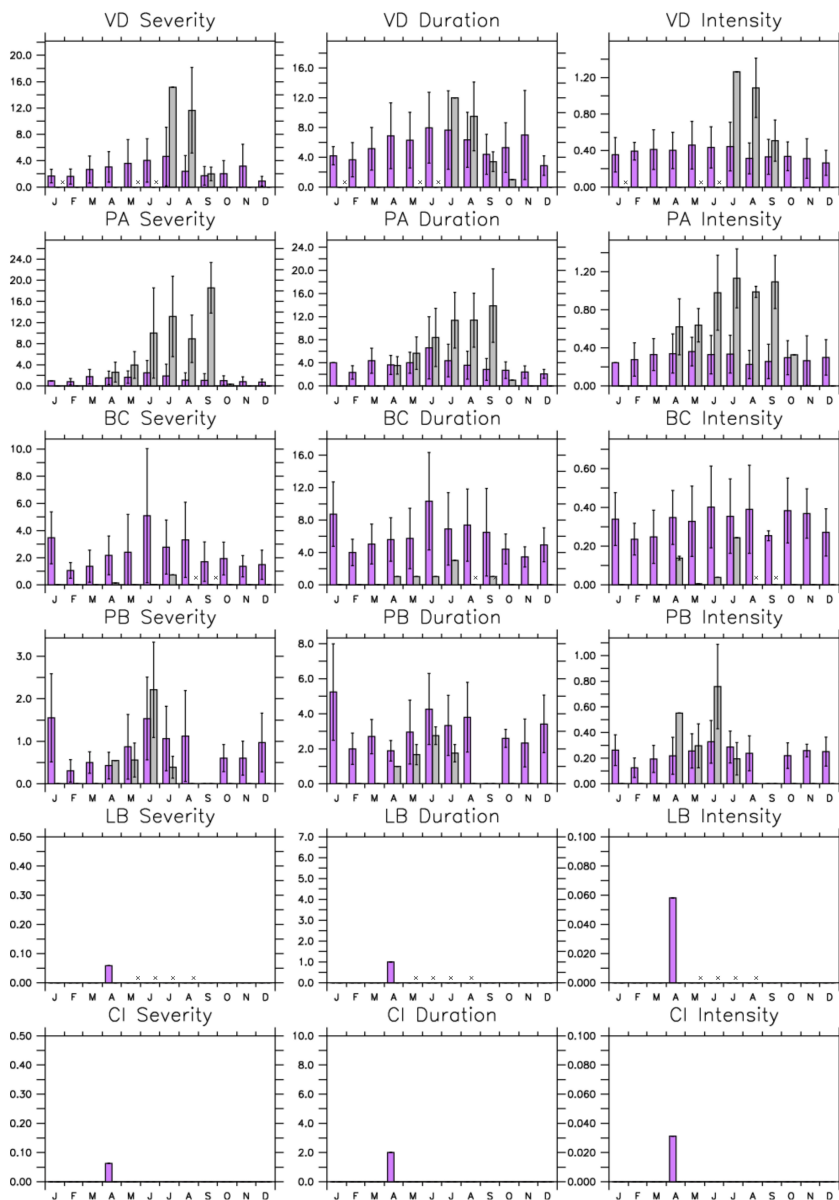 VD Severity VD Duration VD Intensity
20.0 16.0 12.0 8.0 4.0 0.0
16.0 12.0 8.0 4.0 0.0
1.20 0.80 0.40 0.00
J F M A M J J A S O N D J F M A M J J A S O N D J F M A M J J A S O N D
PA Severity PA Duration PA Intensity
24.0 20.0 16.0 12.0 8.0 4.0 0.0
24.0 20.0 16.0 12.0 8.0 4.0 0.0
1.20 0.80 0.40 0.00
J F M A M J J A S O N D J F M A M J J A S O N D J F M A M J J A S O N D
BC Severity BC Duration BC Intensity
10.0 8.0 6.0 4.0 2.0 0.0
16.0 12.0 8.0 4.0 0.0
0.60 0.40 0.20 0.00
J F M A M J J A S O N D J F M A M J J A S O N D J F M A M J J A S O N D
PB Severity PB Duration PB Intensity
3.0 2.0 1.0 0.0
8.0 6.0 4.0 2.0 0.0
1.00 0.80 0.60 0.40 0.20 0.00
J F M A M J J A S O N D J F M A M J J A S O N D J F M A M J J A S O N D
LB Severity LB Duration LB Intensity
0.50 0.40 0.30 0.20 0.10 0.00
7.0 6.0 5.0 4.0 3.0 2.0 1.0 0.0
0.100 0.080 0.060 0.040 0.020 0.000
J F M A M J J A S O N D J F M A M J J A S O N D J F M A M J J A S O N D
CI Severity CI Duration CI Intensity
0.50 0.40 0.30 0.20 0.10 0.00
10.0 8.0 6.0 4.0 2.0 0.0
0.100 0.080 0.060 0.040 0.020 0.000
J F M A M J J A S O N D J F M A M J J A S O N D J F M A M J J A S O N D